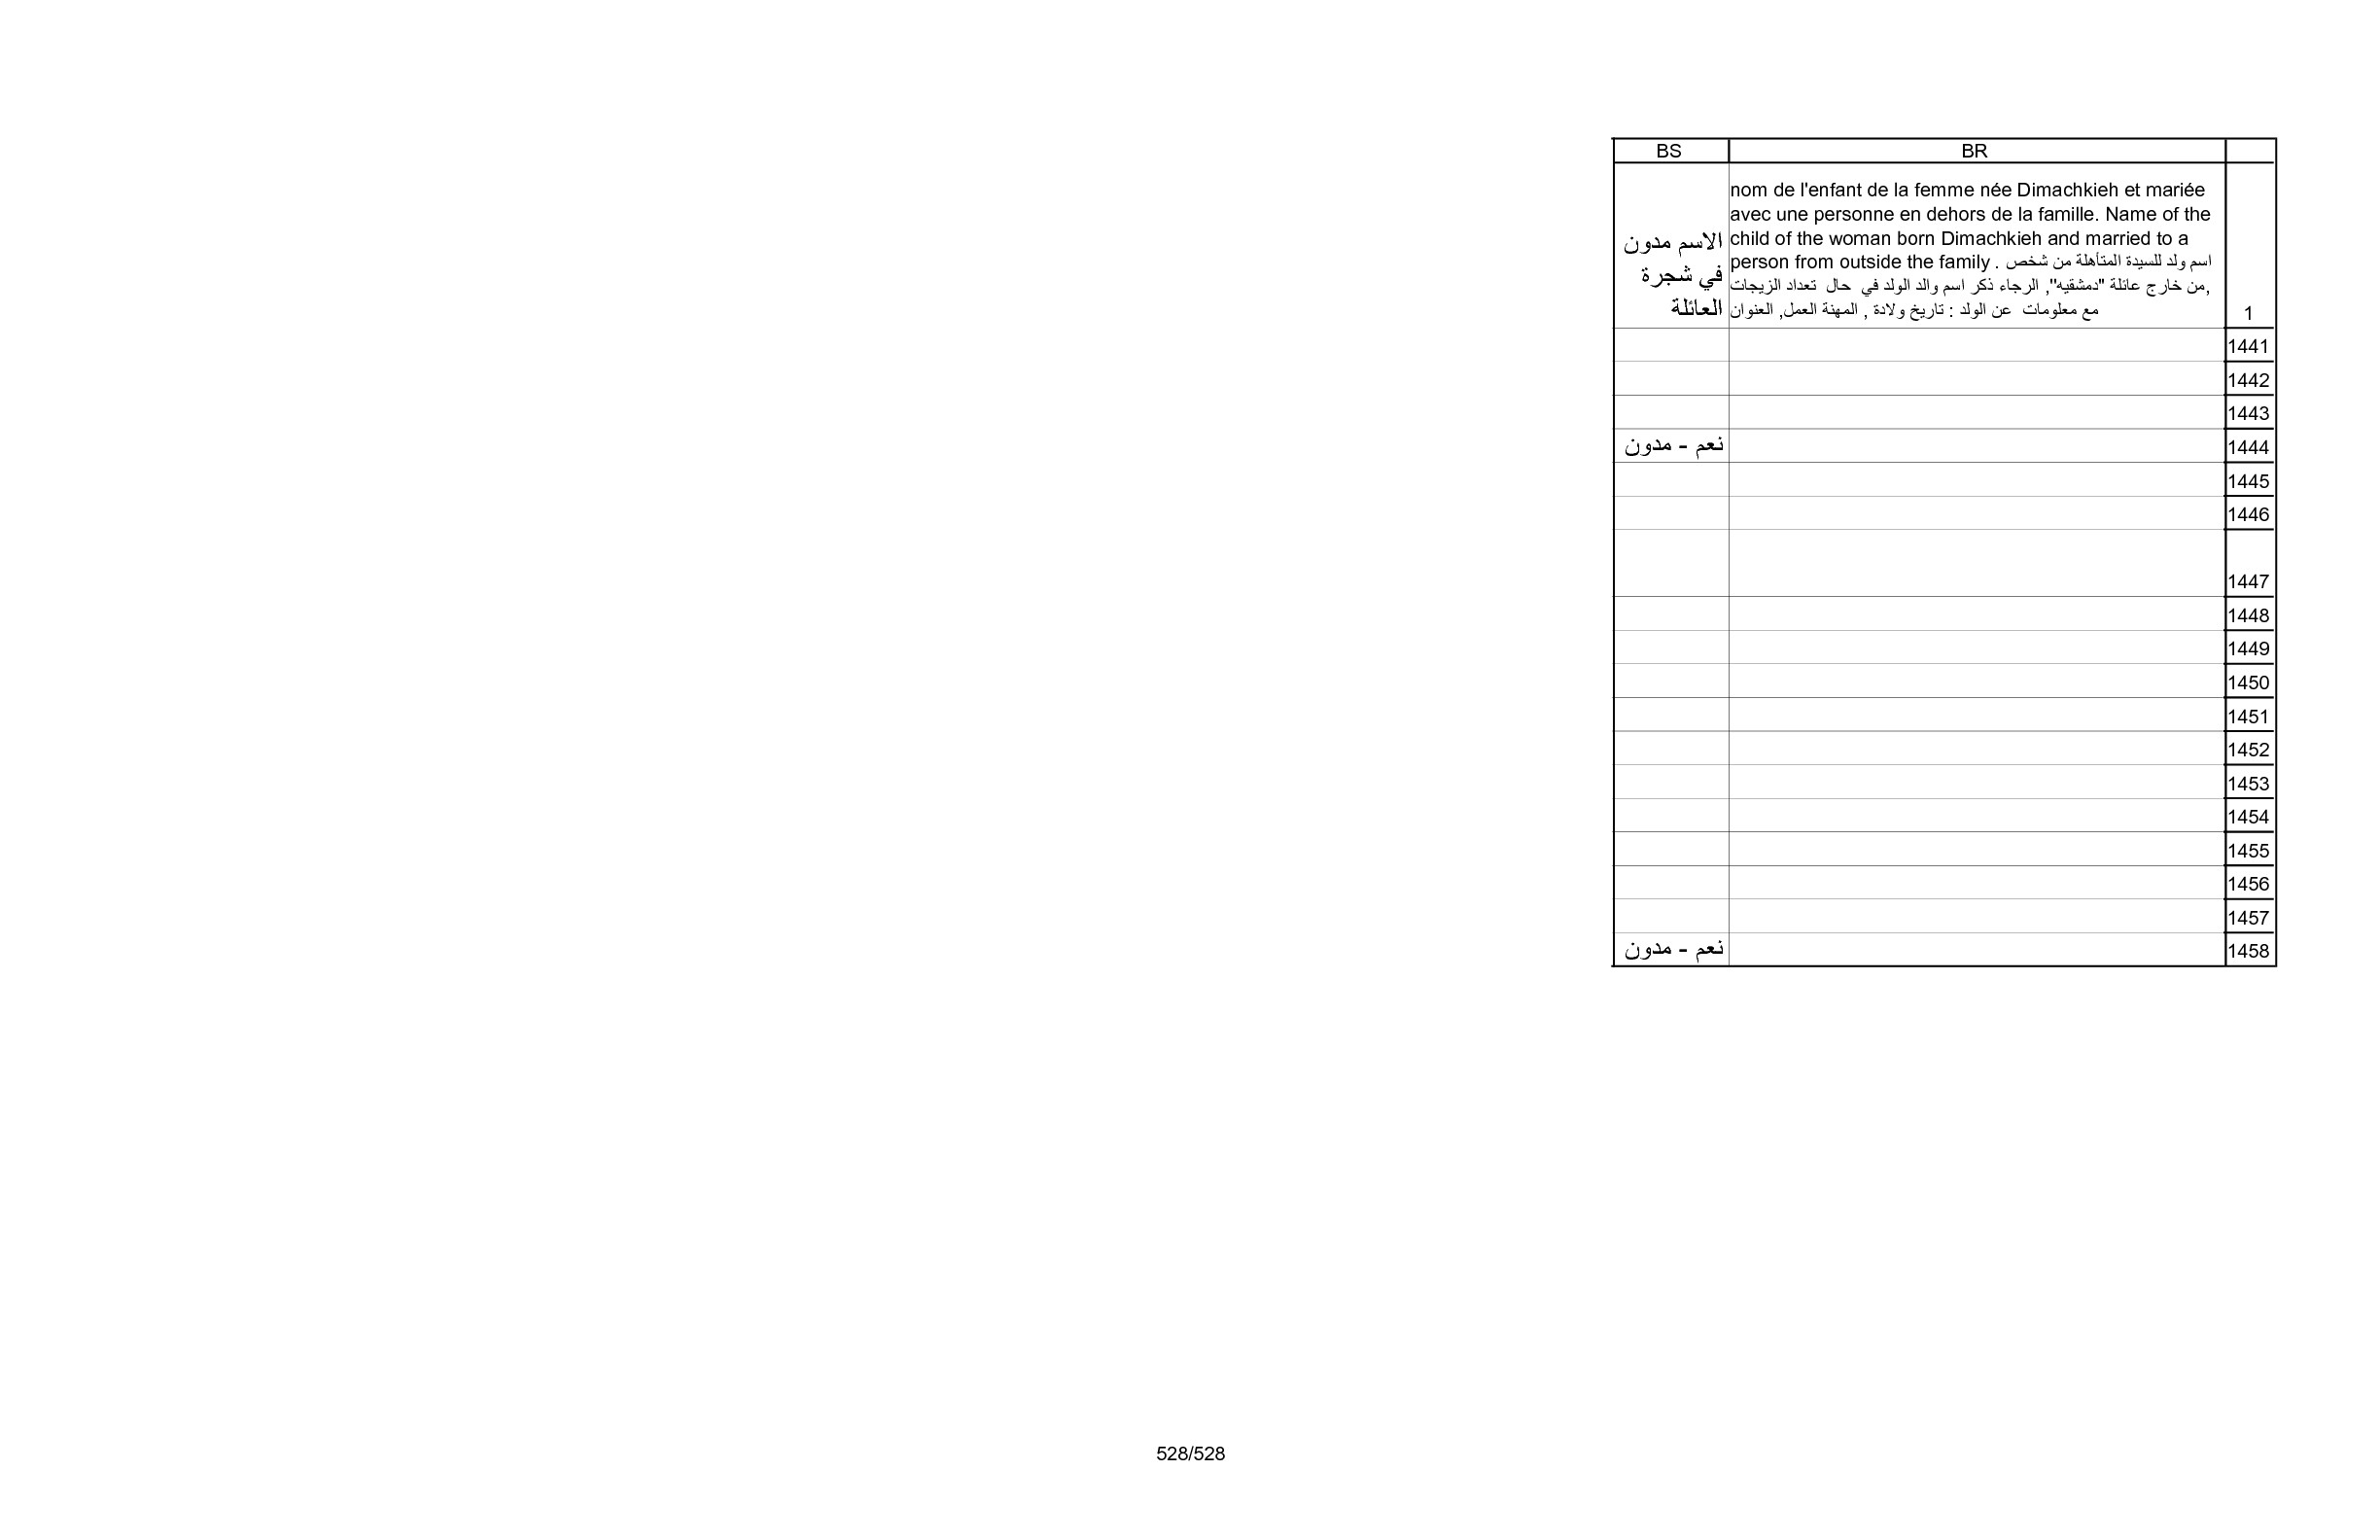 BS BR
nom de l'enfant de la femme née Dimachkieh et mariée
avec une personne en dehors de la famille. Name of the
child of the woman born Dimachkieh and married to a
person from outside the family . اسم ولد للسيدة المتأهلة من شخص
من خارج عائلة "دمشقيه", الرجاء ذكر اسم والد الولد في حال تعداد الزيجات,
مع معلومات عن الولد : تاريخ ولادة , المهنة العمل, العنوان
الاسم مدون
في شجرة
العائلة
1
1441
1442
1443
نعم - مدون 1444
1445
1446
1447
1448
1449
1450
1451
1452
1453
1454
1455
1456
1457
نعم - مدون 1458
528/528